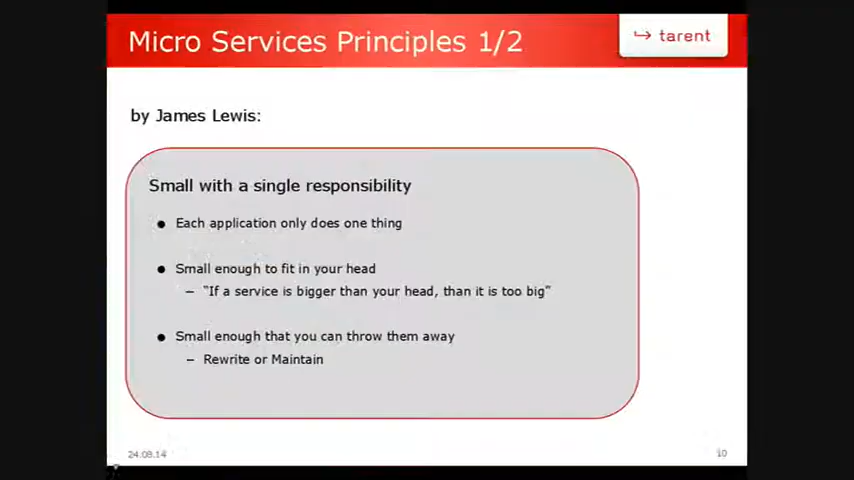 Micro Services Principles 1/2
↪ tarent
by James Lewis:
Small with a single responsibility
● Each application only does one thing
● Small enough to fit in your head
– "If a service is bigger than your head, than it is too big"
● Small enough that you can throw them away
– Rewrite or Maintain
24.08.14
10